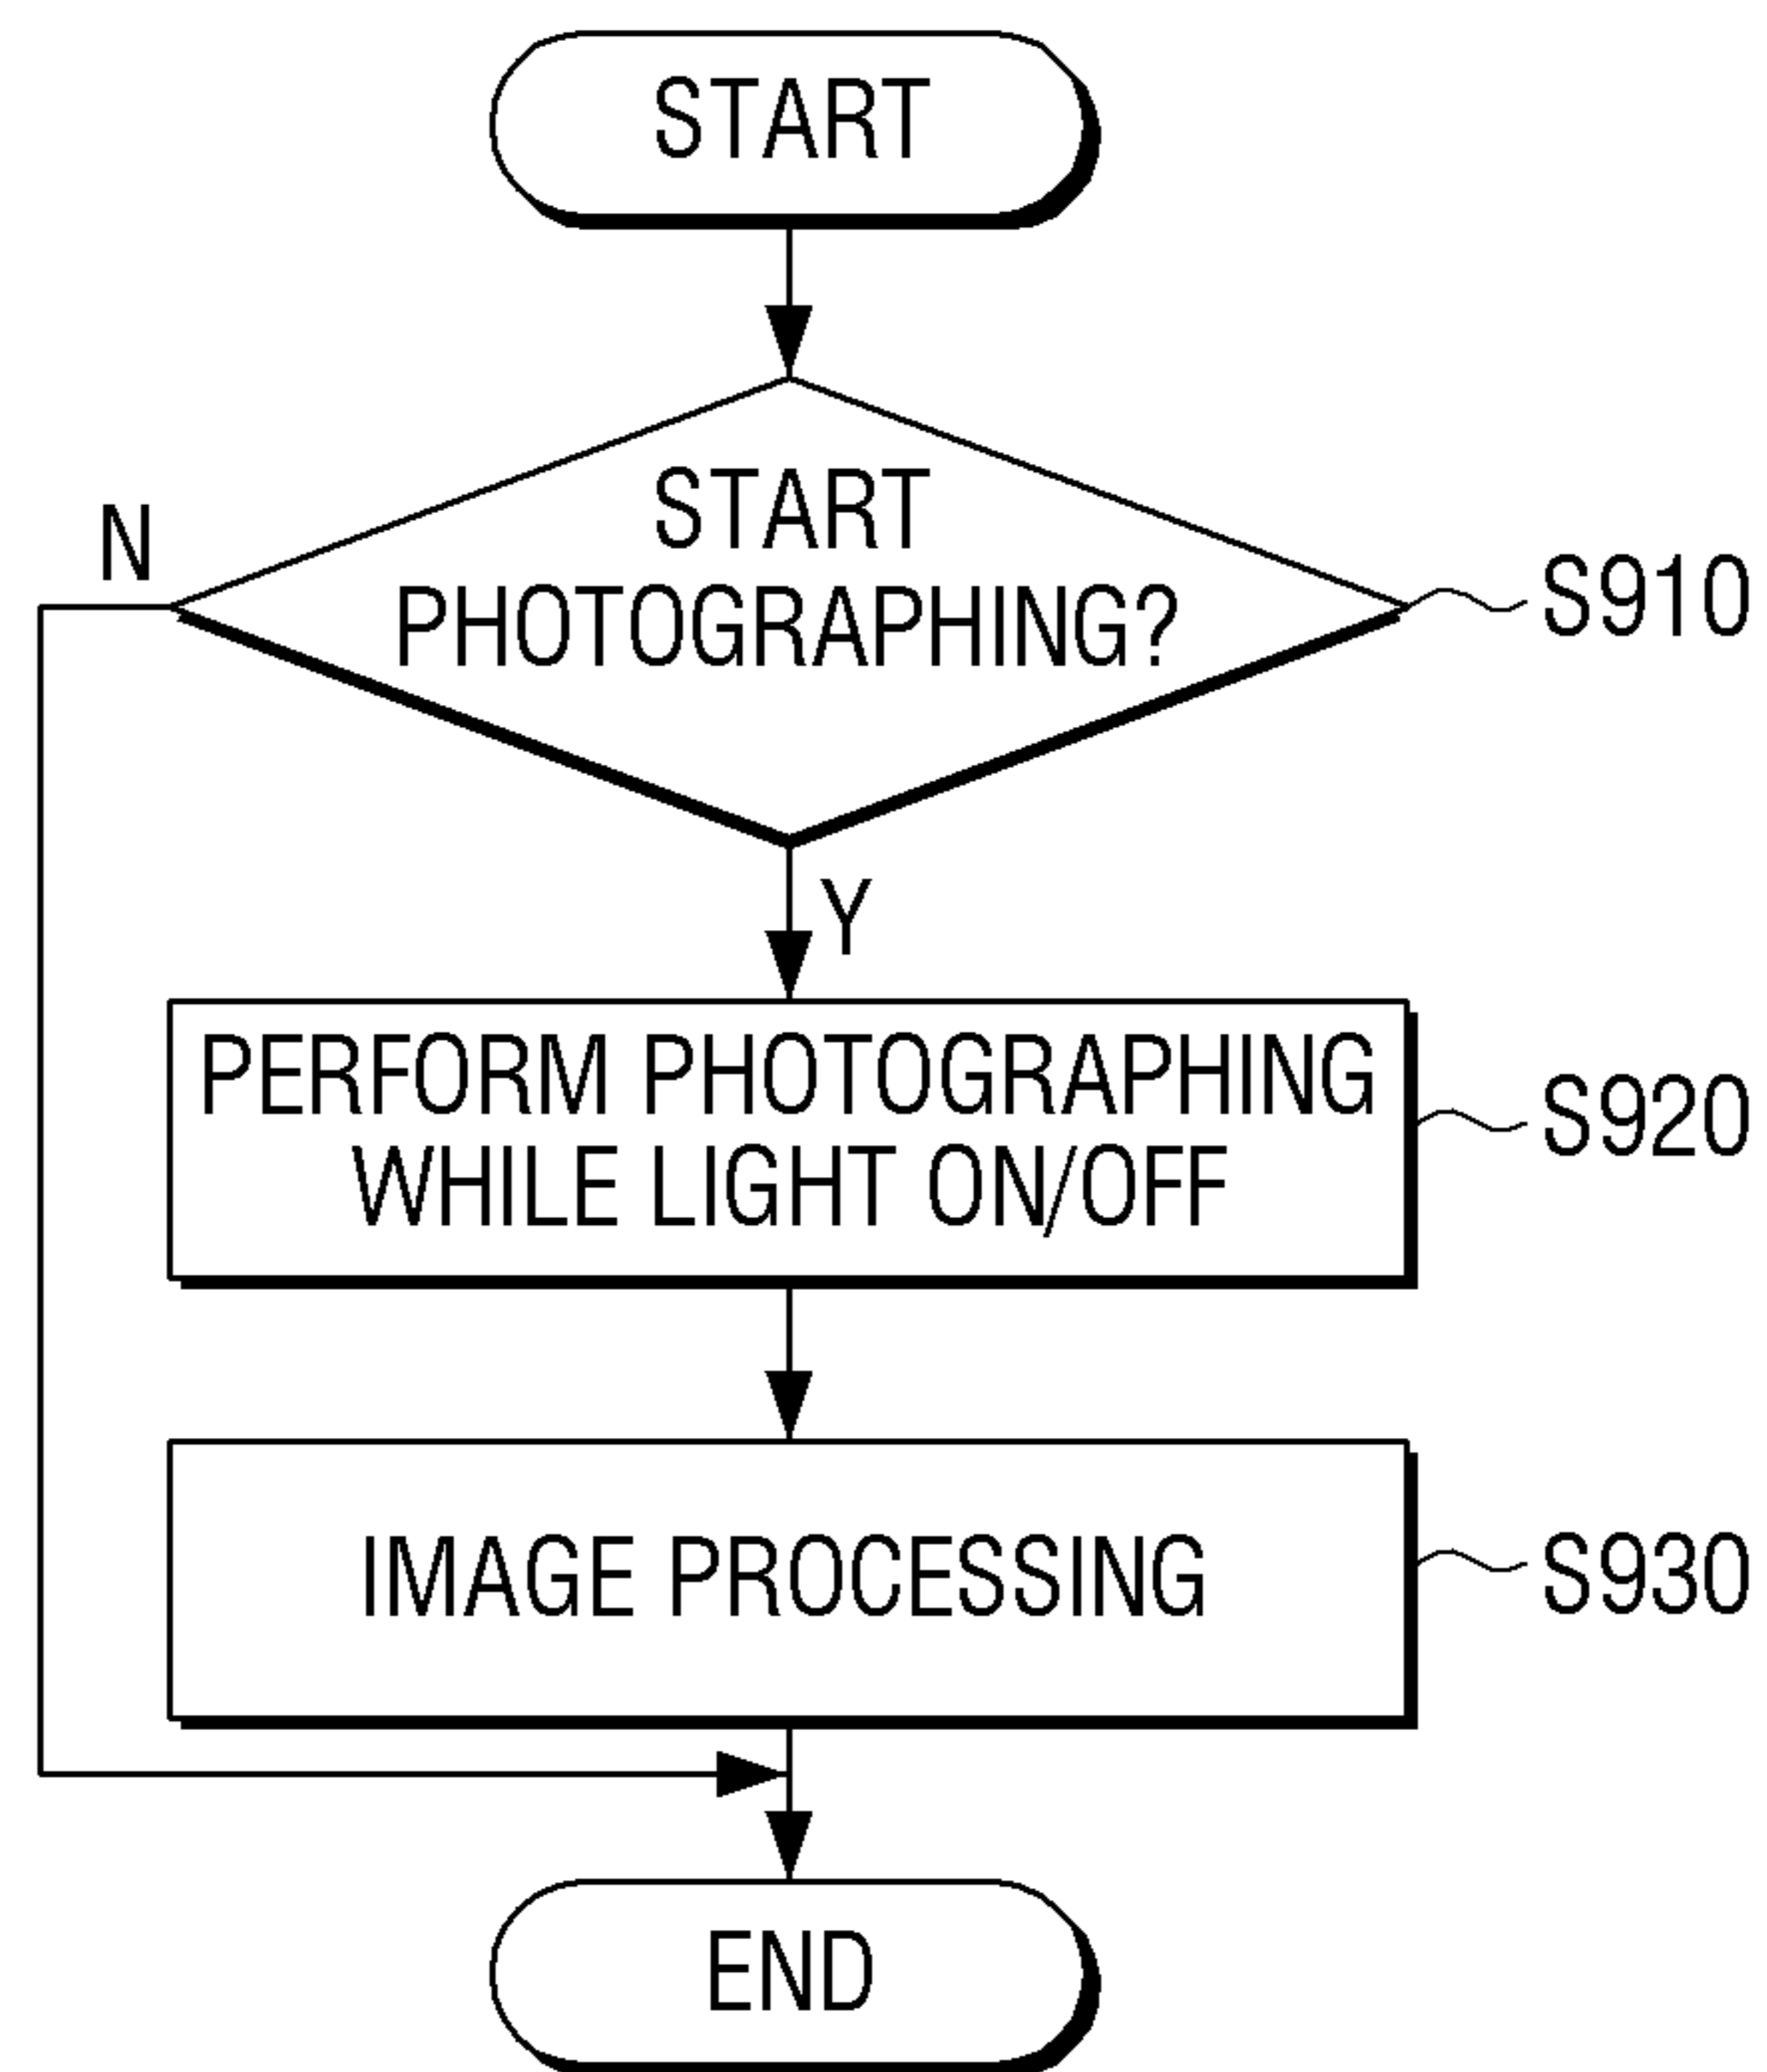 START
START
PHOTOGRAPHING?
N
S910
Y
PERFORM PHOTOGRAPHING
WHILE LIGHT ON/OFF
S920
IMAGE PROCESSING
S930
END